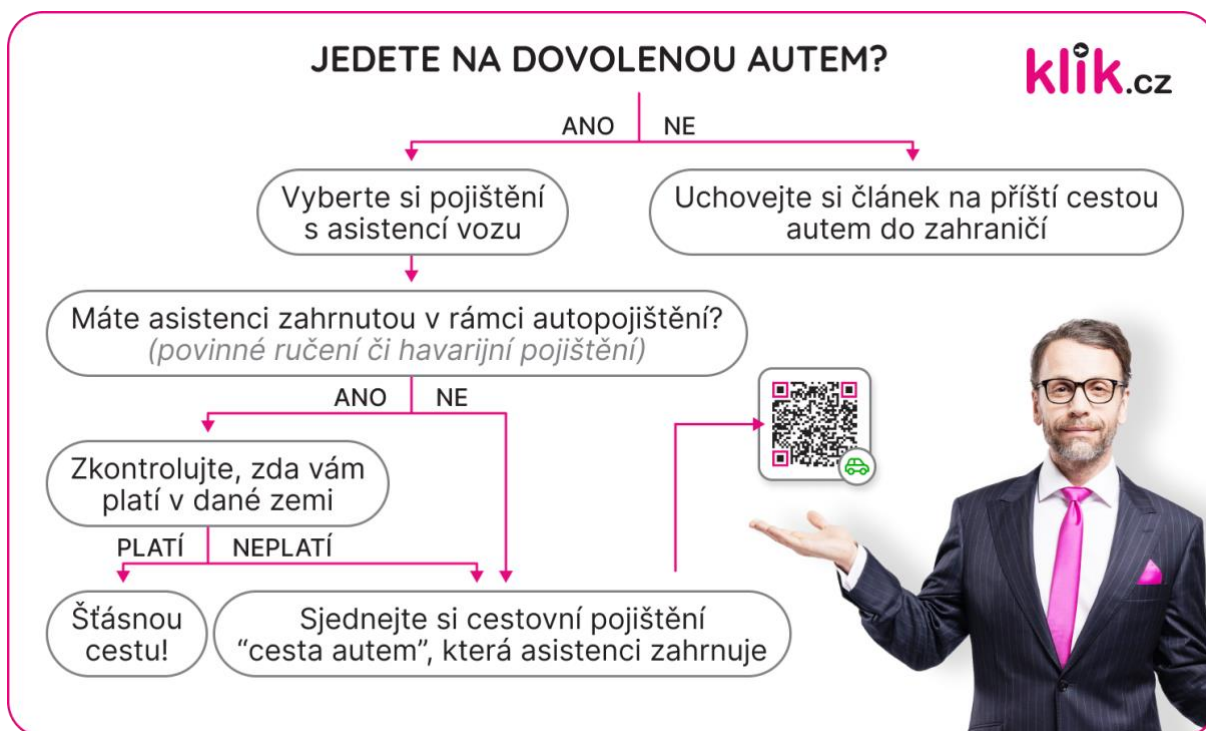 JEDETE NA DOVOLENOU AUTEM?
klik.cz
ANO
NE
Vyberte si pojištění
s asistencí vozu
Uchovejte si článek na příští cestou
autem do zahraničí
Máte asistenci zahrnutou v rámci autopojištění?
(povinné ručení či havarijní pojištění)
ANO
NE
Zkontrolujte, zda vám
platí v dané zemi
PLATÍ
NEPLATÍ
Šťásnou
cestu!
Sjednejte si cestovní pojištění
“cesta autem”, která asistenci zahrnuje